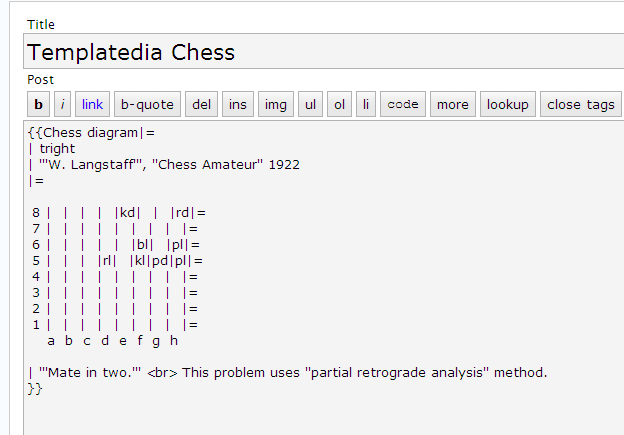 Title
Templatedia Chess
Post
b i link b-quote del ins img ul ol li code more lookup close tags
{{Chess diagram|=
| tright
| '"W. Langstaff'", "Chess Amateur" 1922
|=
8 | | | | |kd| | |rd|=
7 | | | | | | | | |=
6 | | | | | |bl| |pl|=
5 | | | |rl| |kl|pd|pl|=
4 | | | | | | | | |=
3 | | | | | | | | |=
2 | | | | | | | | |=
1 | | | | | | | | |=
a b c d e f g h
| '"Mate in two.'" <br> This problem uses "partial retrograde analysis" method.
}}